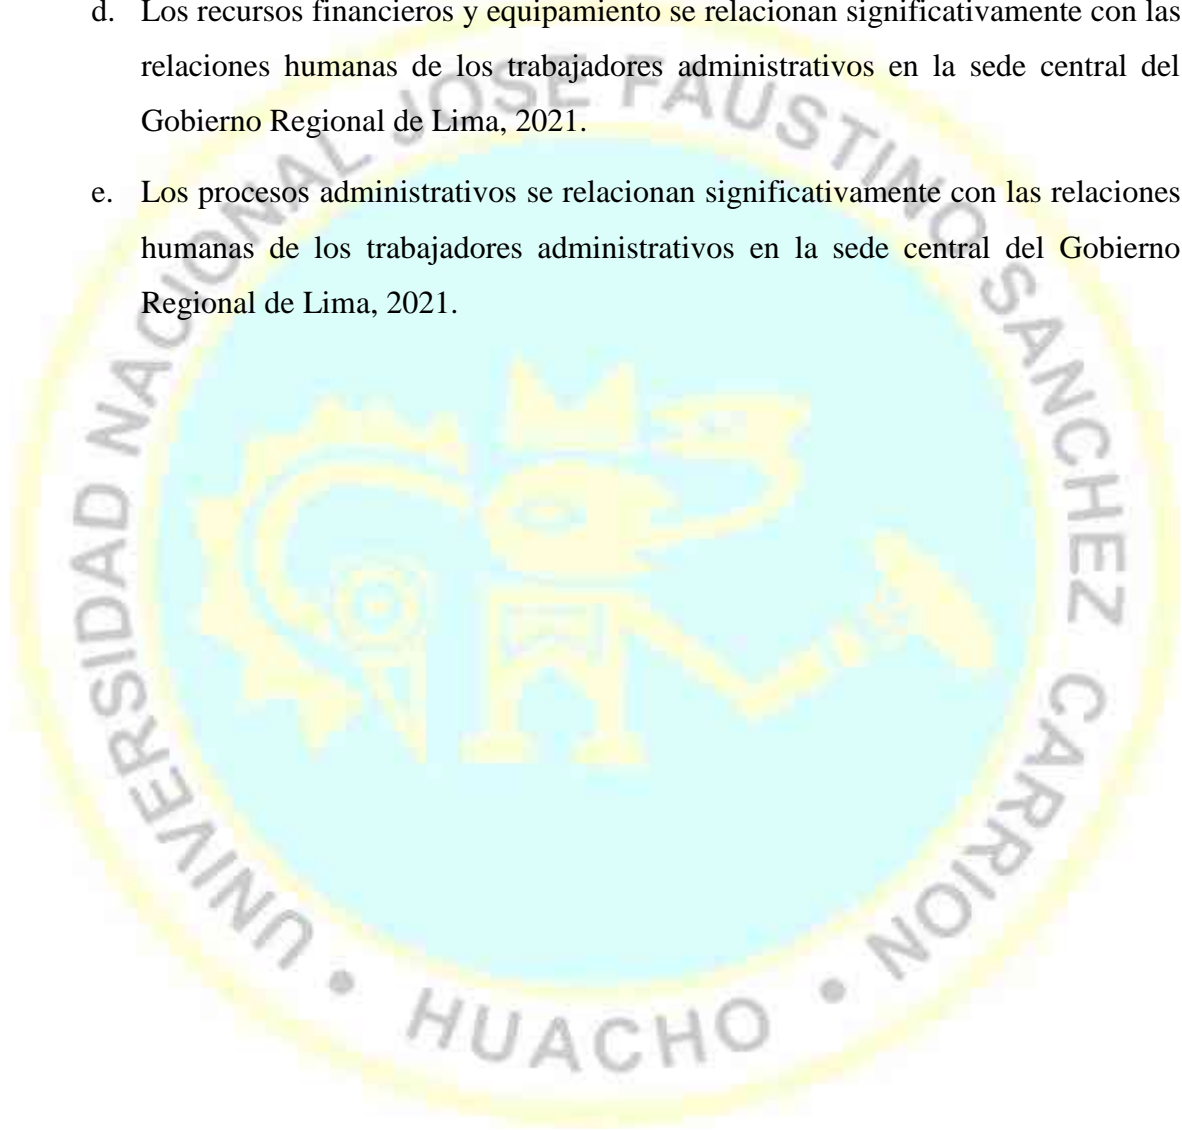 d. Los recursos financieros y equipamiento se relacionan significativamente con las
relaciones humanas de los trabajadores administrativos en la sede central del
Gobierno Regional de Lima, 2021.
e. Los procesos administrativos se relacionan significativamente con las relaciones
humanas de los trabajadores administrativos en la sede central del Gobierno
Regional de Lima, 2021.
UNIVERSIDAD NACIONAL JOSE FAUSTINO SANCHEZ CARRION • HUACHO •